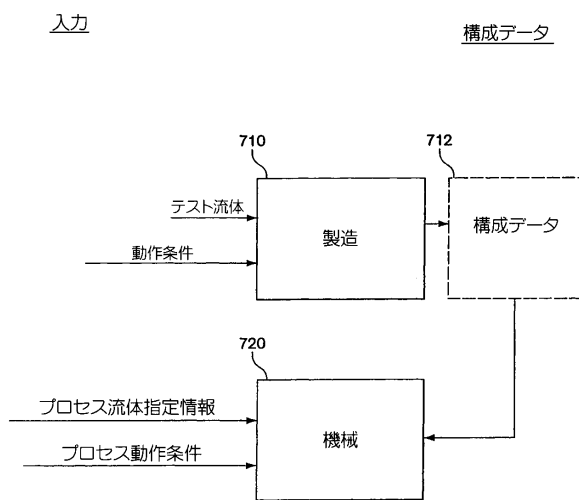 入力
構成データ
710
712
テスト流体
動作条件
製造
構成データ
720
プロセス流体指定情報
プロセス動作条件
機械